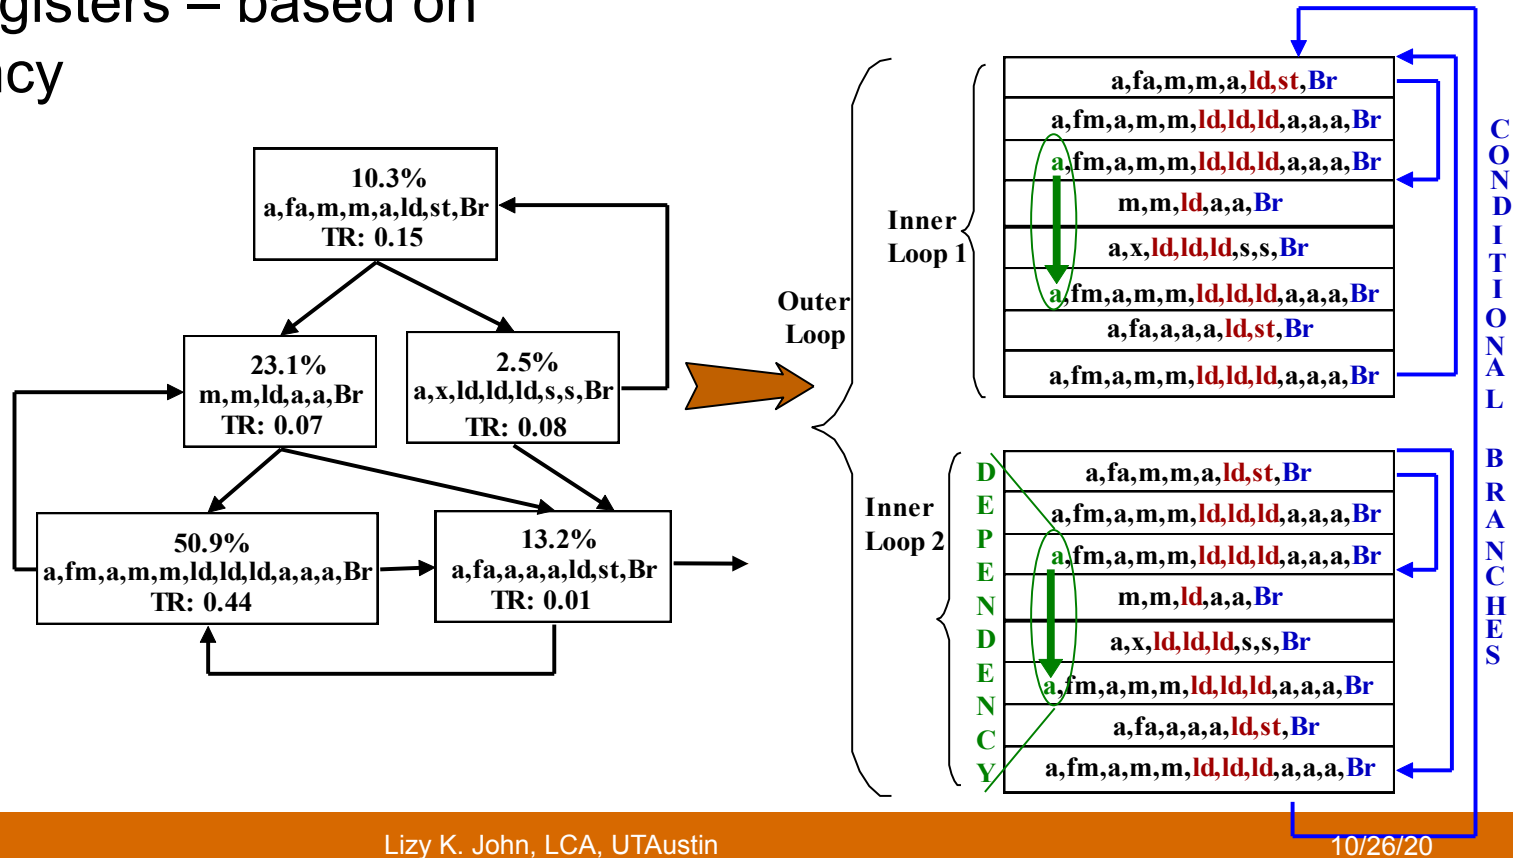 gisters – based on
ncy
10.3%
a,fa,m,m,a,ld,st,Br
TR: 0.15
23.1%
m,m,ld,a,a,Br
TR: 0.07
2.5%
a,x,ld,ld,ld,s,s,Br
TR: 0.08
50.9%
a,fm,a,m,m,ld,ld,ld,a,a,a,Br
TR: 0.44
13.2%
a,fa,a,a,a,ld,st,Br
TR: 0.01
Outer
Loop
Inner
Loop 1
a,fa,m,m,a,ld,st,Br
a,fm,a,m,m,ld,ld,ld,a,a,a,Br
a,fm,a,m,m,ld,ld,ld,a,a,a,Br
m,m,ld,a,a,Br
a,x,ld,ld,ld,s,s,Br
a,fm,a,m,m,ld,ld,ld,a,a,a,Br
a,fa,a,a,a,ld,st,Br
a,fm,a,m,m,ld,ld,ld,a,a,a,Br
Inner
Loop 2
DEPENDENCY
a,fa,m,m,a,ld,st,Br
a,fm,a,m,m,ld,ld,ld,a,a,a,Br
a,fm,a,m,m,ld,ld,ld,a,a,a,Br
m,m,ld,a,a,Br
a,x,ld,ld,ld,s,s,Br
a,fm,a,m,m,ld,ld,ld,a,a,a,Br
a,fa,a,a,a,ld,st,Br
a,fm,a,m,m,ld,ld,ld,a,a,a,Br
CONDITIONAL BRANCHES
Lizy K. John, LCA, UTAustin
10/26/20